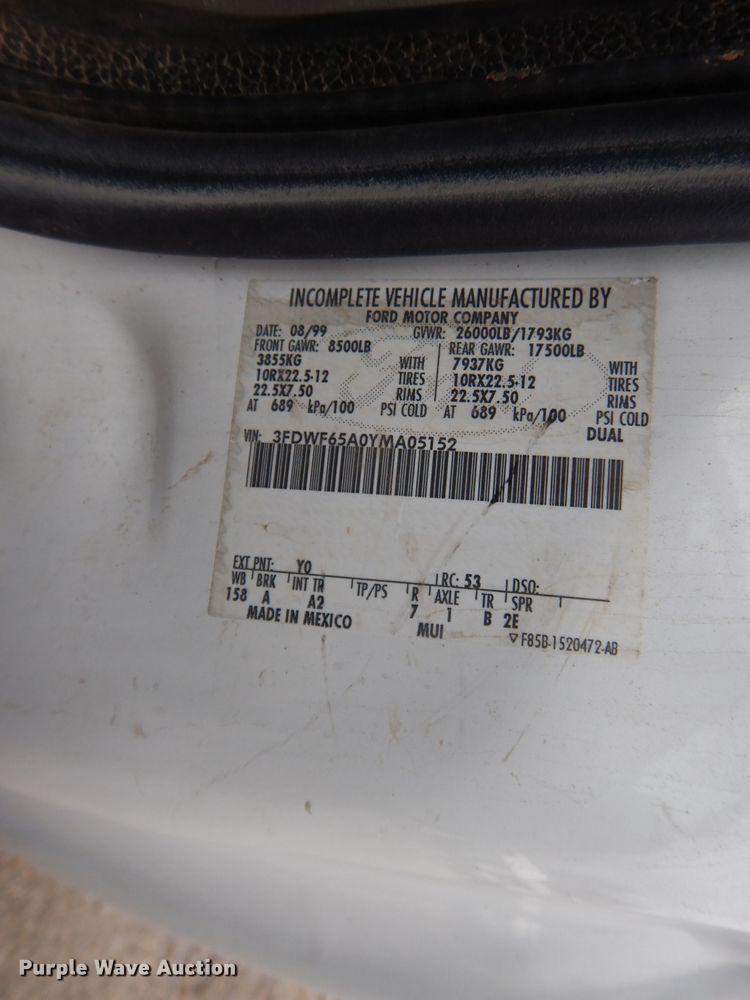 INCOMPLETE VEHICLE MANUFACTURED BY
FORD MOTOR COMPANY
DATE: 08/99 GVWR: 26000LB/1793KG
FRONT GAWR: 8500LB REAR GAWR: 17500LB
3855KG WITH 7937KG WITH
10RX22.5-12 TIRES 10RX22.5-12 TIRES
22.5X7.50 RIMS 22.5X7.50 RIMS
AT 689 kPa/100 PSI COLD AT 689 kPa/100 PSI COLD
DUAL
VIN: 3FDWF65A0YMA05152
EXT PNT: Y0 RC: 53 DSO:
WB BRK INT TR TP/PS R AXLE TR SPR
158 A A2 7 1 B 2E
MADE IN MEXICO MUI ▽ F85B-1520472-AB
Purple Wave Auction